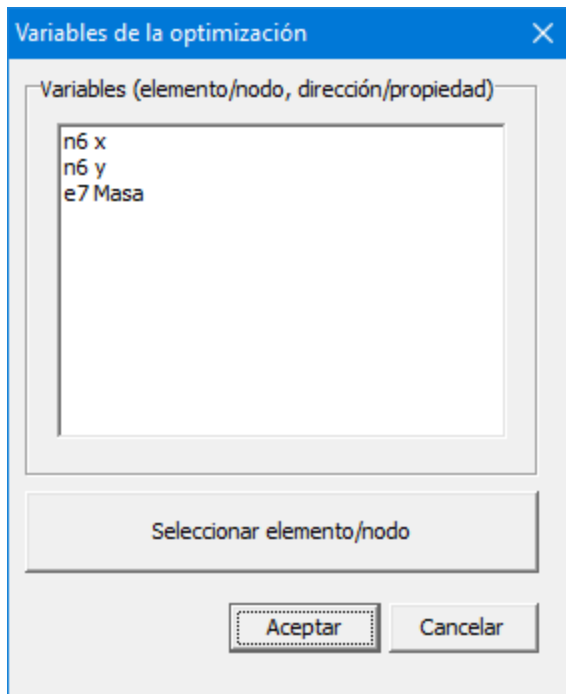 Variables de la optimización
Variables (elemento/nodo, dirección/propiedad)
n6 x
n6 y
e7 Masa
Seleccionar elemento/nodo
Aceptar
Cancelar